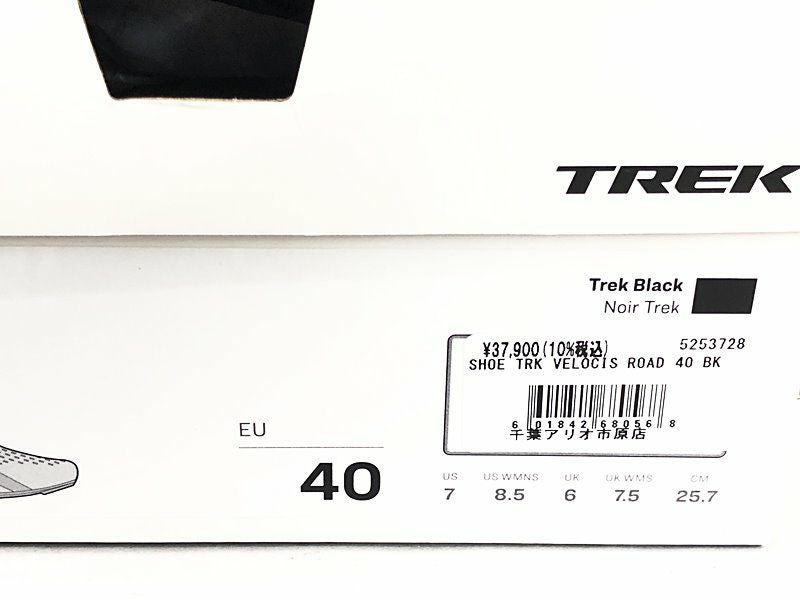 TREK
Trek Black
Noir Trek
¥37,900(10%税込)
5253728
SHOE TRK VELOCIS ROAD 40 BK
6 01842 68056 8
千葉アリオ市原店
EU
40
US US WMNS UK UK WMS CM
7 8.5 6 7.5 25.7